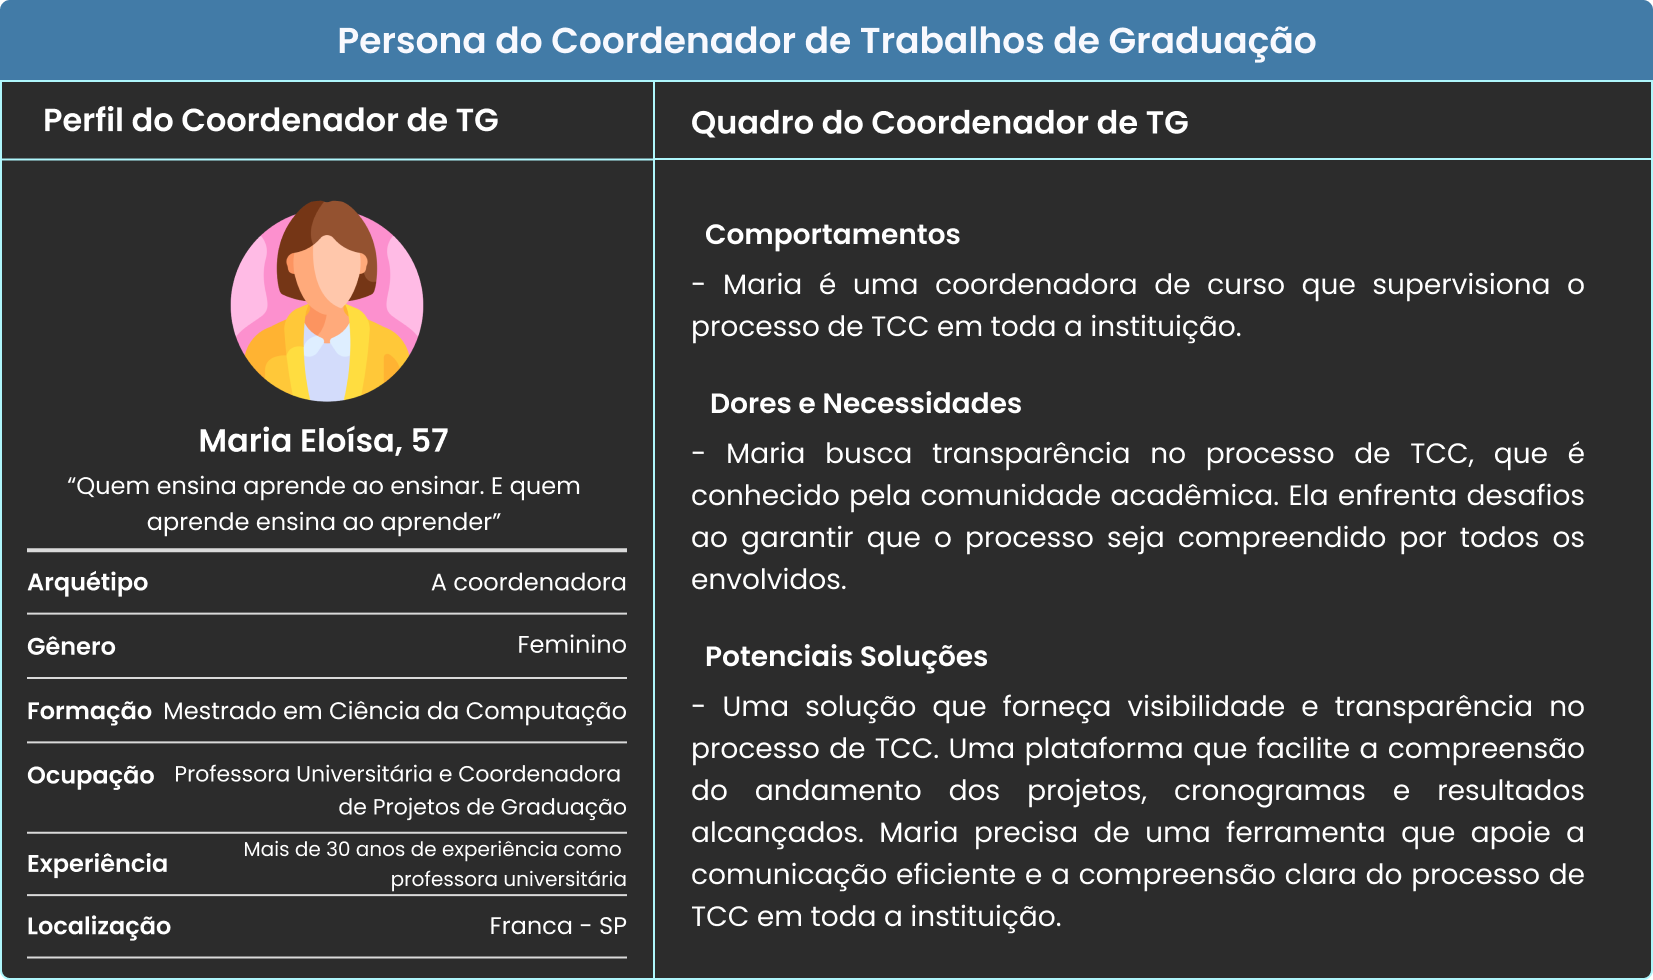 Persona do Coordenador de Trabalhos de Graduação
Perfil do Coordenador de TG
Maria Eloísa, 57
“Quem ensina aprende ao ensinar. E quem
aprende ensina ao aprender”
Arquétipo A coordenadora
Gênero Feminino
Formação Mestrado em Ciência da Computação
Ocupação Professora Universitária e Coordenadora
de Projetos de Graduação
Experiência Mais de 30 anos de experiência como
professora universitária
Localização Franca - SP
Quadro do Coordenador de TG
Comportamentos
- Maria é uma coordenadora de curso que supervisiona o
processo de TCC em toda a instituição.
Dores e Necessidades
- Maria busca transparência no processo de TCC, que é
conhecido pela comunidade acadêmica. Ela enfrenta desafios
ao garantir que o processo seja compreendido por todos os
envolvidos.
Potenciais Soluções
- Uma solução que forneça visibilidade e transparência no
processo de TCC. Uma plataforma que facilite a compreensão
do andamento dos projetos, cronogramas e resultados
alcançados. Maria precisa de uma ferramenta que apoie a
comunicação eficiente e a compreensão clara do processo de
TCC em toda a instituição.